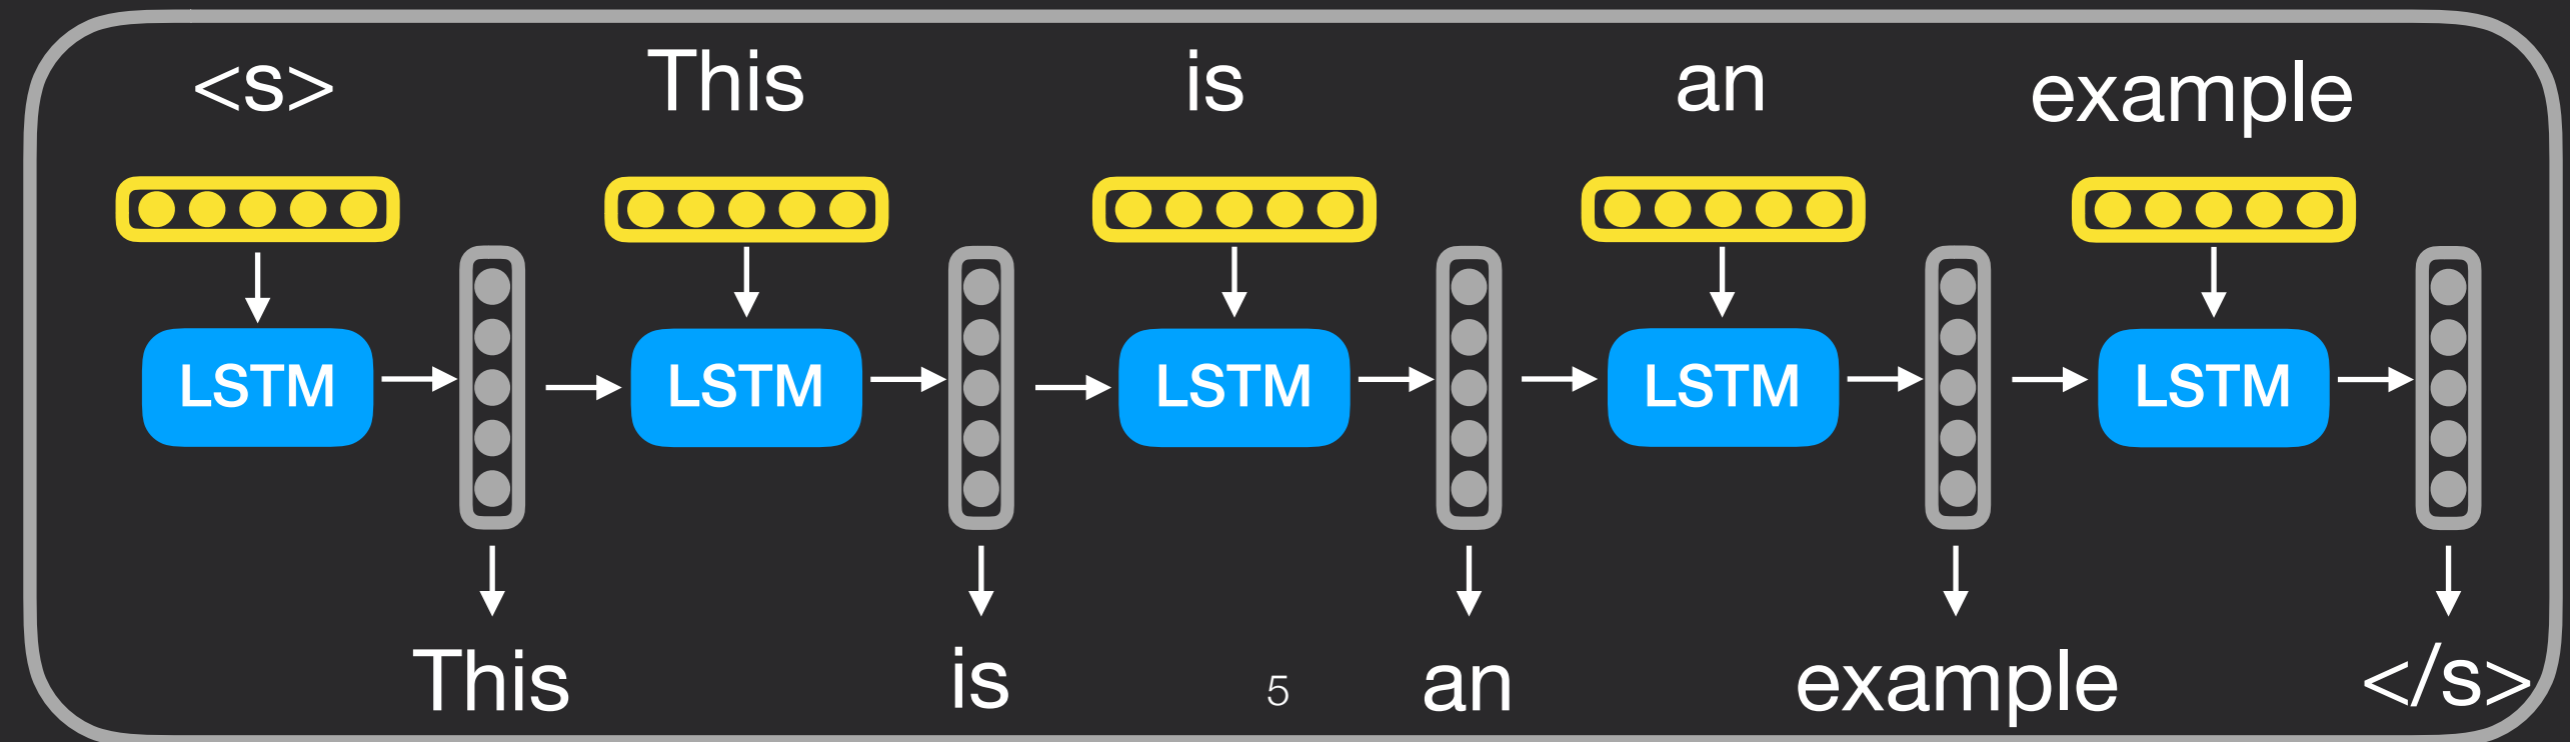 <s> This is an example
LSTM LSTM LSTM LSTM LSTM
This is 5 an example </s>